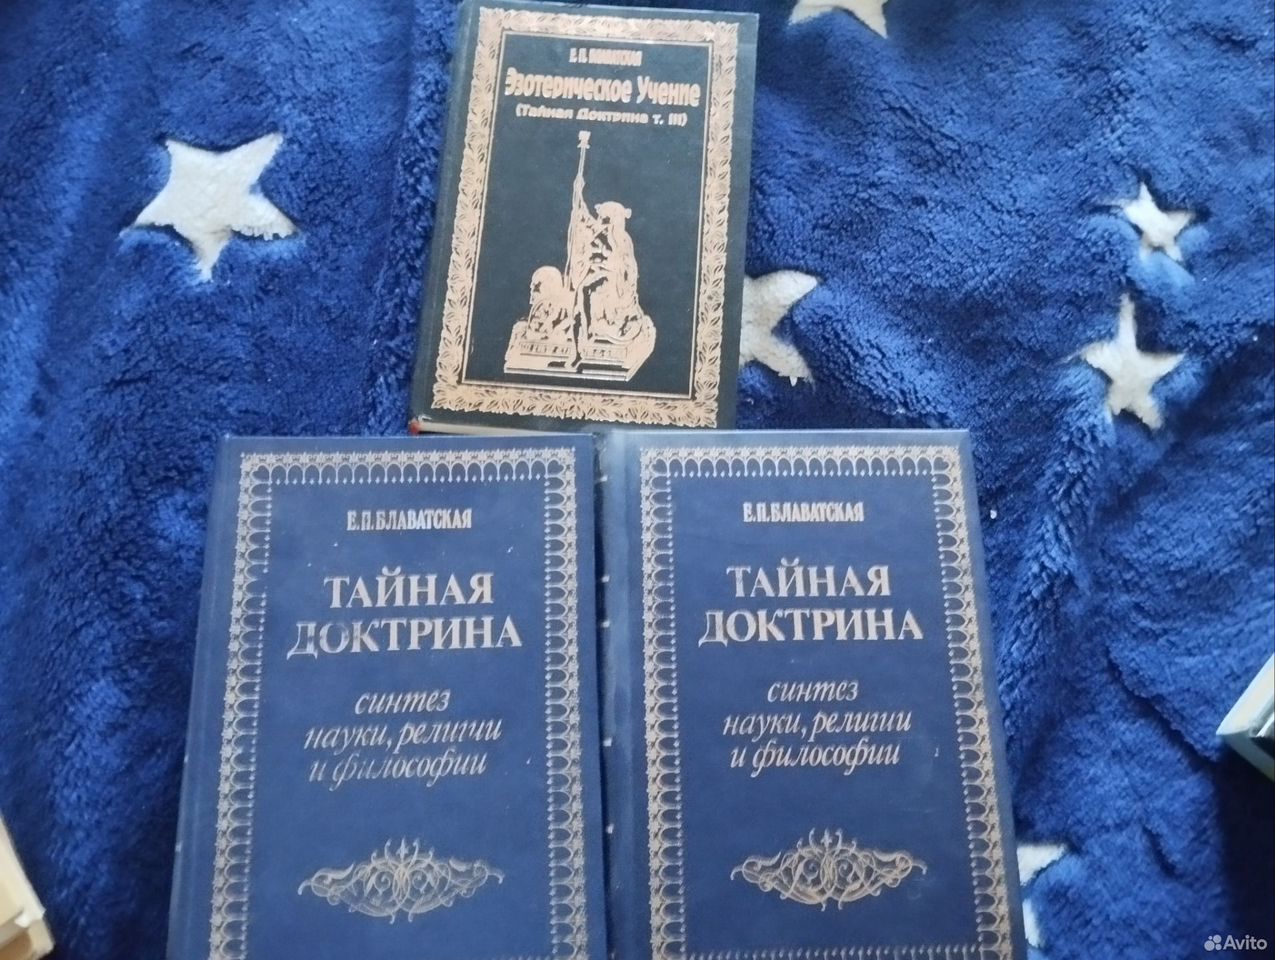 Е.П. БЛАВАТСКАЯ
Эзотерическое Учение
(Тайная Доктрина т. III)
Е.П.БЛАВАТСКАЯ
ТАЙНАЯ
ДОКТРИНА
синтез
науки, религии
и философии
Е.П.БЛАВАТСКАЯ
ТАЙНАЯ
ДОКТРИНА
синтез
науки, религии
и философии
Avito